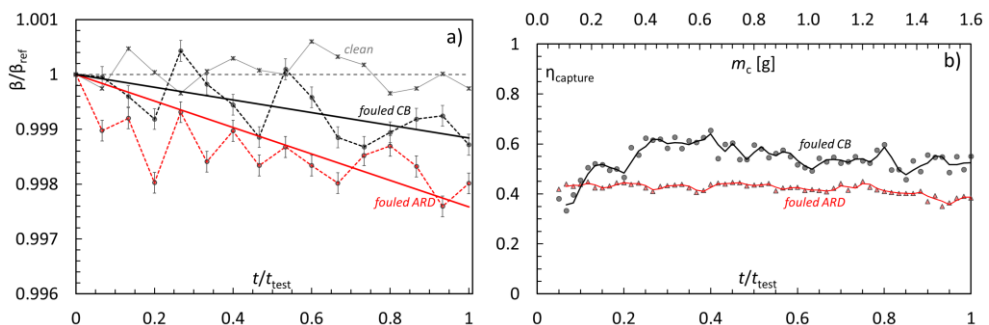 1.001
1
0.999
0.998
0.997
0.996
β/βref
a)
clean
fouled CB
fouled ARD
t/ttest
0 0.2 0.4 0.6 0.8 1
0.0 0.2 0.4 0.6 0.8 1.0 1.2 1.4 1.6
mc [g]
b)
1
0.8
0.6
0.4
0.2
0
ηcapture
fouled CB
fouled ARD
t/ttest
0 0.2 0.4 0.6 0.8 1